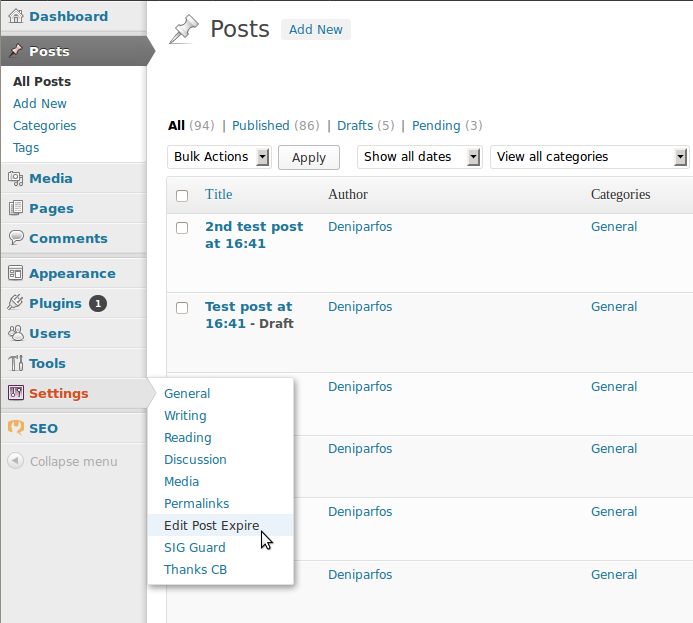 Dashboard
Posts
All Posts
Add New
Categories
Tags
Media
Pages
Comments
Appearance
Plugins 1
Users
Tools
Settings
SEO
Collapse menu
General
Writing
Reading
Discussion
Media
Permalinks
Edit Post Expire
SIG Guard
Thanks CB
Posts Add New
All (94) | Published (86) | Drafts (5) | Pending (3)
Bulk Actions Apply Show all dates View all categories
Title Author Categories
2nd test post Deniparfos General
at 16:41
Test post at Deniparfos General
16:41 - Draft
Deniparfos General
Deniparfos General
Deniparfos General
Deniparfos General